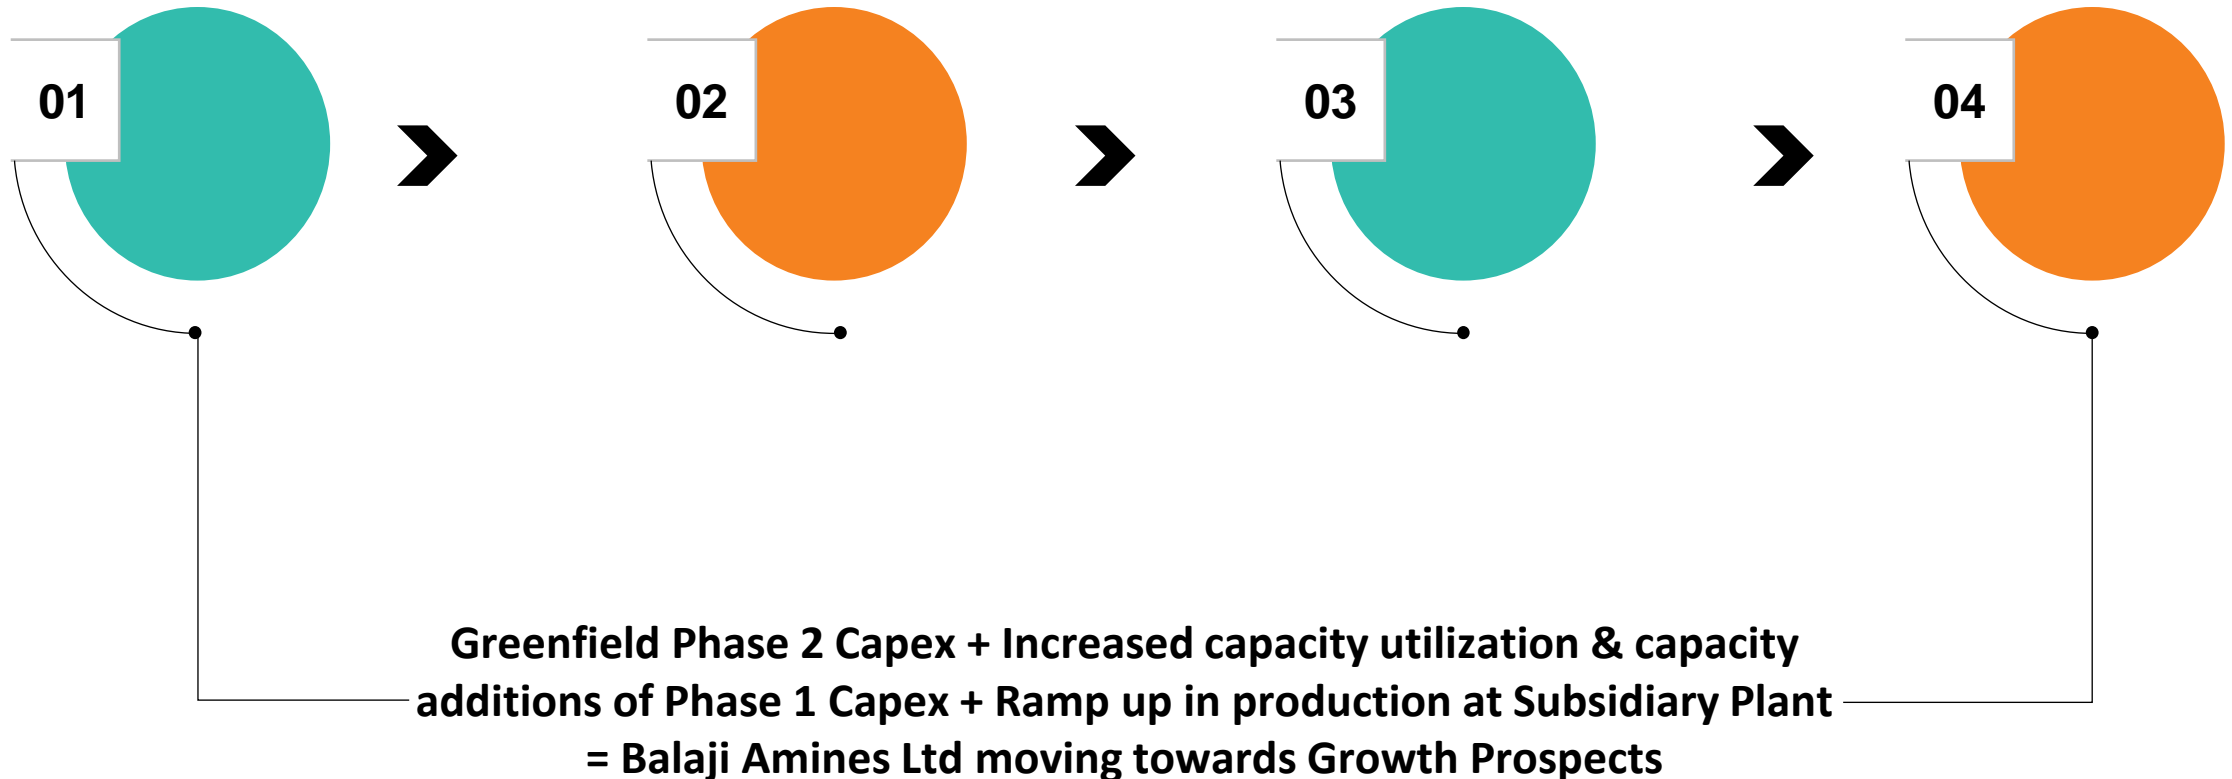 01
02
03
04
Greenfield Phase 2 Capex + Increased capacity utilization & capacity
additions of Phase 1 Capex + Ramp up in production at Subsidiary Plant
= Balaji Amines Ltd moving towards Growth Prospects